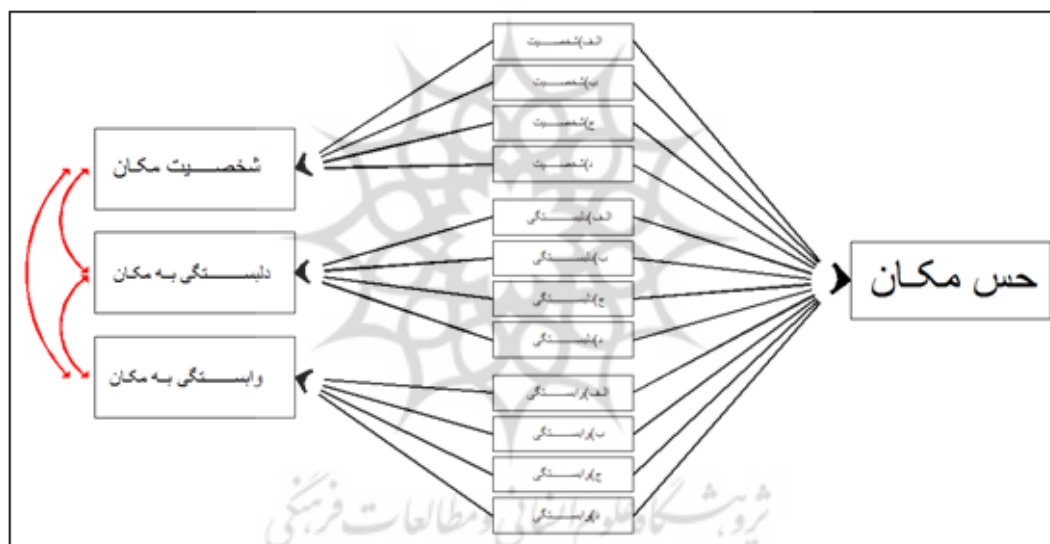 حس مکان
الف)شخصیت
ب)شخصیت
ج)شخصیت
د)شخصیت
الف)دلبستگی
ب)دلبستگی
ج)دلبستگی
د)دلبستگی
الف)وابستگی
ب)وابستگی
ج)وابستگی
د)وابستگی
شخصیت مکان
دلبستگی به مکان
وابستگی به مکان
پژوهشگاه علوم انسانی و مطالعات فرهنگی